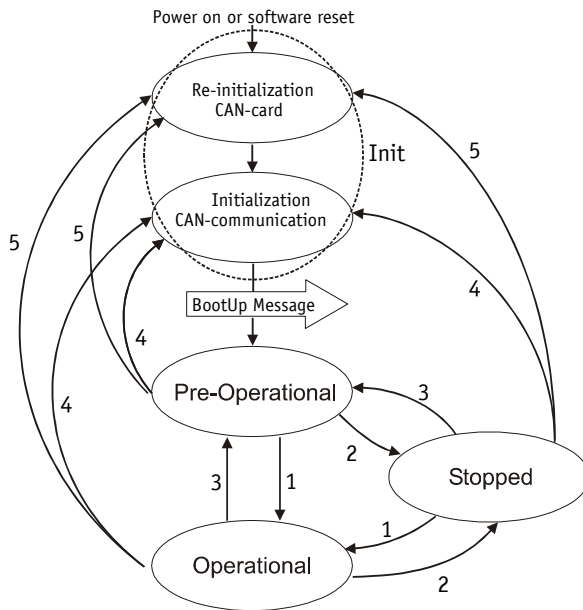 Power on or software reset
Re-initialization
CAN-card
5
Init
Initialization
CAN-communication
5
5
4
BootUp Message
4
4
Pre-Operational
3
2
Stopped
3
1
1
Operational
2